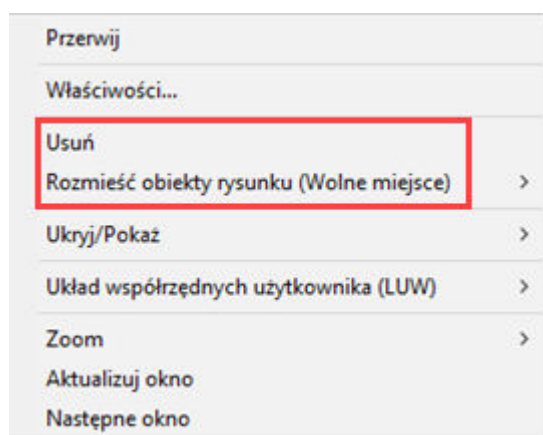 Przerwij
Właściwości...
Usuń
Rozmieść obiekty rysunku (Wolne miejsce)
Ukryj/Pokaż
Układ współrzędnych użytkownika (LUW)
Zoom
Aktualizuj okno
Następne okno